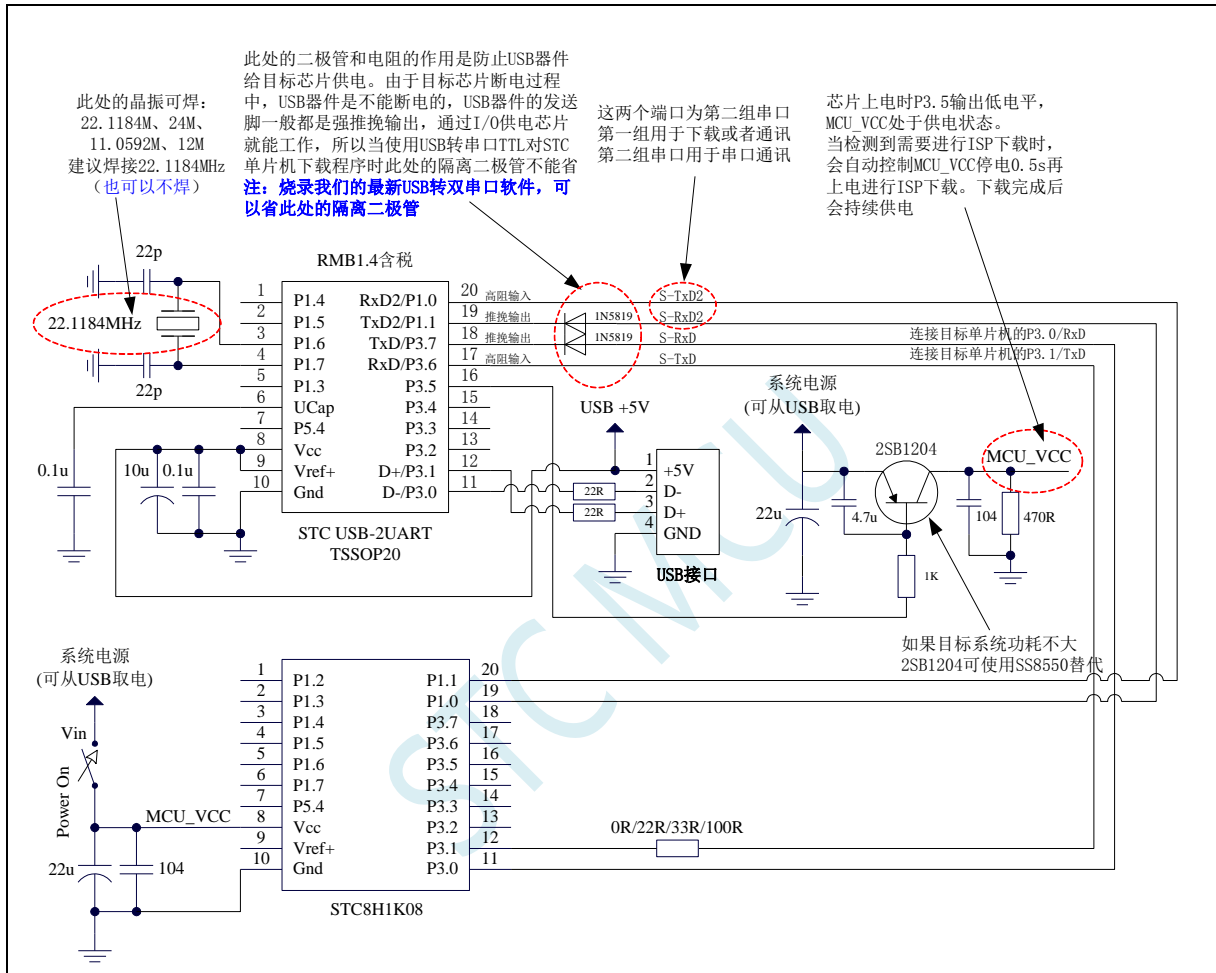 此处的二极管和电阻的作用是防止USB器件
给目标芯片供电。由于目标芯片断电过程
中，USB器件是不能断电的，USB器件的发送
脚一般都是强推挽输出，通过I/O供电芯片
就能工作，所以当使用USB转串口TTL对STC
单片机下载程序时此处的隔离二极管不能省
注：烧录我们的最新USB转双串口软件，可
以省此处的隔离二极管
此处的晶振可焊：
22.1184M、24M、
11.0592M、12M
建议焊接22.1184MHz
（也可以不焊）
这两个端口为第二组串口
第一组用于下载或者通讯
第二组串口用于串口通讯
芯片上电时P3.5输出低电平，
MCU_VCC处于供电状态。
当检测到需要进行ISP下载时，
会自动控制MCU_VCC停电0.5s再
上电进行ISP下载。下载完成后
会持续供电
22p
22.1184MHz
22p
RMB1.4含税
1 P1.4 RxD2/P1.0 20 高阻输入 S-TxD2
2 P1.5 TxD2/P1.1 19 推挽输出 1N5819 S-RxD2
3 P1.6 TxD/P3.7 18 推挽输出 1N5819 S-RxD 连接目标单片机的P3.0/RxD
4 P1.7 RxD/P3.6 17 高阻输入 S-TxD 连接目标单片机的P3.1/TxD
5 P1.3 P3.5 16
6 UCap P3.4 15
7 P5.4 P3.3 14
8 Vcc P3.2 13
9 Vref+ D+/P3.1 12
10 Gnd D-/P3.0 11
STC USB-2UART
TSSOP20
0.1u
10u
0.1u
USB +5V
22R
22R
1 +5V
2 D-
3 D+
4 GND
USB接口
系统电源
(可从USB取电)
2SB1204
MCU_VCC
22u
4.7u
104
470R
1K
如果目标系统功耗不大
2SB1204可使用SS8550替代
STC MCU
系统电源
(可从USB取电)
Vin
Power On
MCU_VCC
22u
104
1 P1.2 P1.1 20
2 P1.3 P1.0 19
3 P1.4 P3.7 18
4 P1.5 P3.6 17
5 P1.6 P3.5 16
6 P1.7 P3.4 15
7 P5.4 P3.3 14
8 Vcc P3.2 13
9 Vref+ P3.1 12
10 Gnd P3.0 11
0R/22R/33R/100R
STC8H1K08